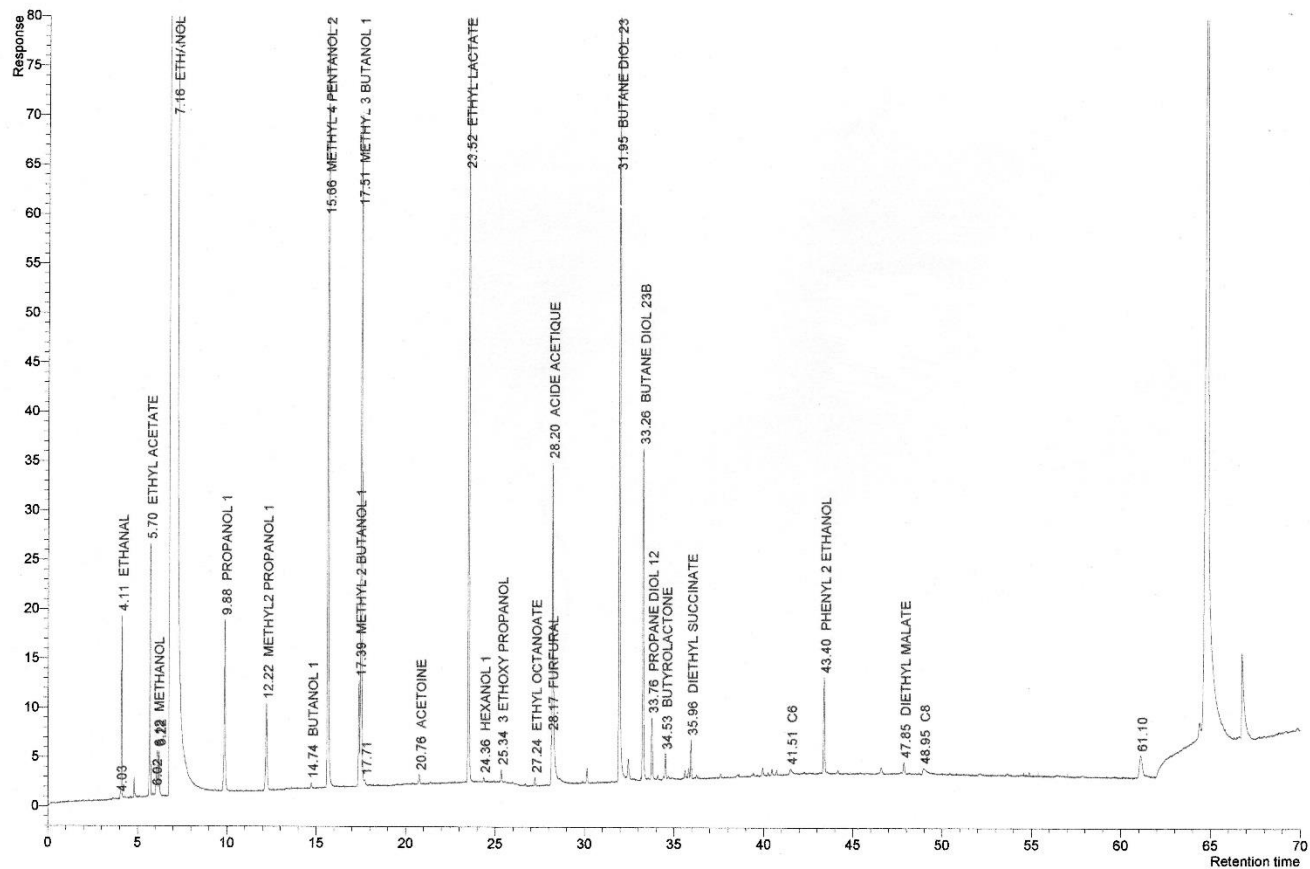 80
75
70
65
60
55
50
45
40
35
30
25
20
15
10
5
0
Response
4.03
4.11 ETHANAL
5.70 ETHYL ACETATE
6.02
6.22 METHANOL
7.16 ETHANOL
9.88 PROPANOL 1
12.22 METHYL2 PROPANOL 1
14.74 BUTANOL 1
15.66 METHYL 4 PENTANOL 2
17.39 METHYL 2 BUTANOL 1
17.51 METHYL 3 BUTANOL 1
17.71
20.76 ACETOINE
23.52 ETHYL LACTATE
24.36 HEXANOL 1
25.34 3 ETHOXY PROPANOL
27.24 ETHYL OCTANOATE
28.17 FURFURAL
28.20 ACIDE ACETIQUE
31.95 BUTANE DIOL 23
33.26 BUTANE DIOL 23B
33.76 PROPANE DIOL 12
34.53 BUTYROLACTONE
35.96 DIETHYL SUCCINATE
41.51 C6
43.40 PHENYL 2 ETHANOL
47.85 DIETHYL MALATE
48.95 C8
61.10
0 5 10 15 20 25 30 35 40 45 50 55 60 65 70
Retention time